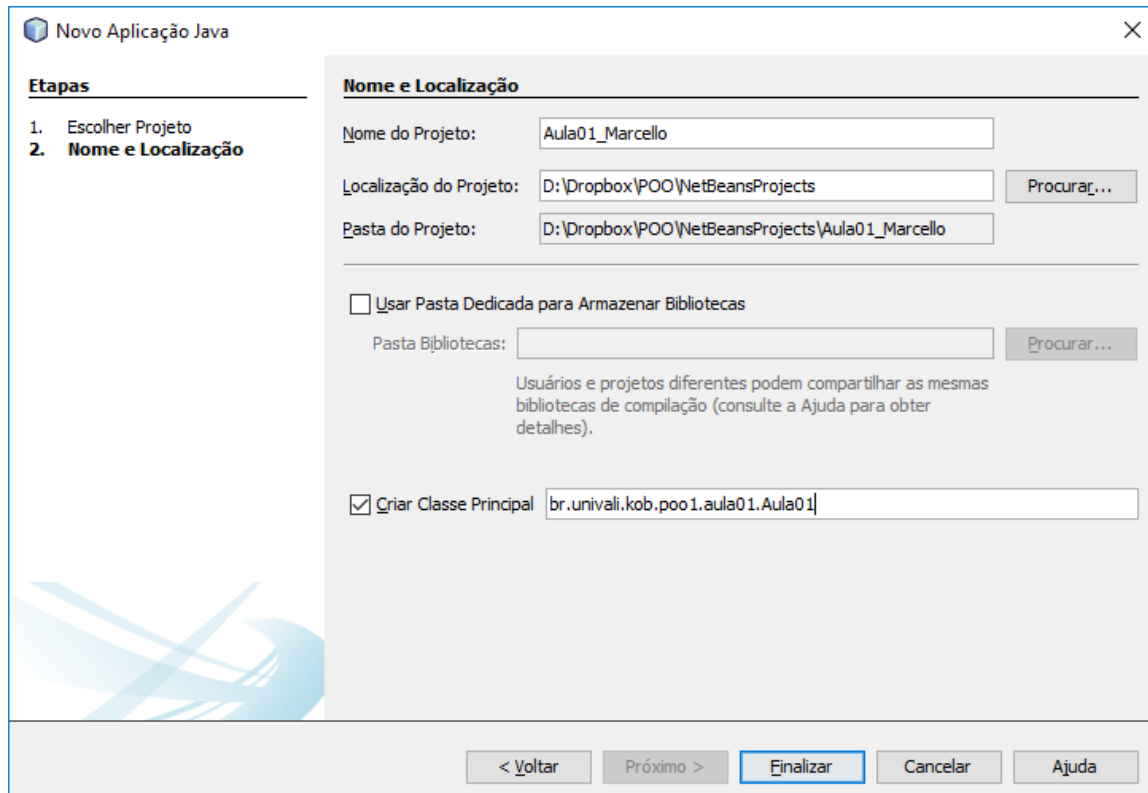 Novo Aplicação Java
Etapas
1. Escolher Projeto
2. Nome e Localização
Nome e Localização
Nome do Projeto: Aula01_Marcello
Localização do Projeto: D:\Dropbox\POO\NetBeansProjects Procurar...
Pasta do Projeto: D:\Dropbox\POO\NetBeansProjects\Aula01_Marcello
Usar Pasta Dedicada para Armazenar Bibliotecas
Pasta Bibliotecas: Procurar...
Usuários e projetos diferentes podem compartilhar as mesmas
bibliotecas de compilação (consulte a Ajuda para obter
detalhes).
Criar Classe Principal br.univali.kob.poo1.aula01.Aula01
< Voltar Próximo > Finalizar Cancelar Ajuda